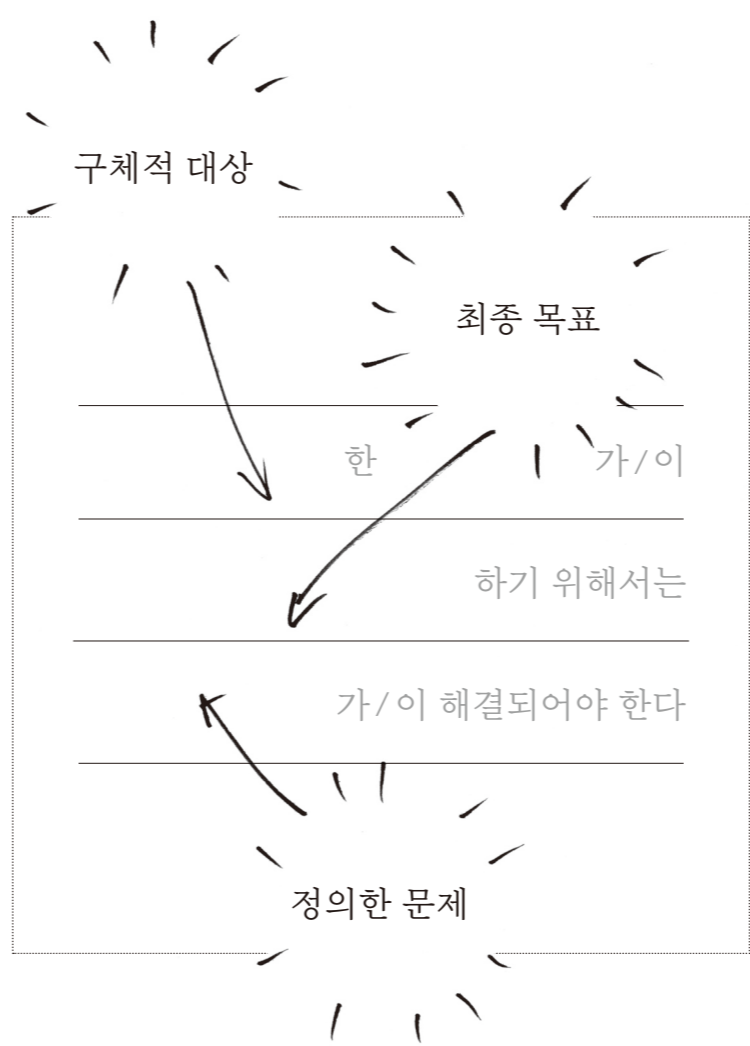 구체적 대상
최종 목표
한 가/이
하기 위해서는
가/이 해결되어야 한다
정의한 문제